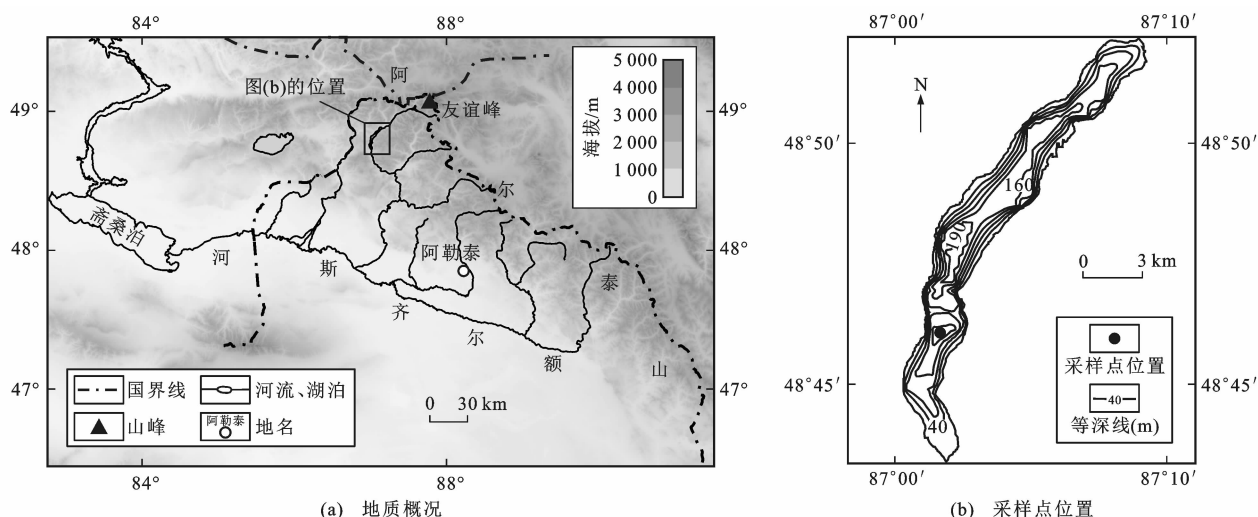 84°
88°
49°
48°
47°
84°
88°
图(b)的位置
阿
友谊峰
尔
泰
山
斋桑泊
阿勒泰
河
斯
齐
尔
额
海拔/m
5 000
4 000
3 000
2 000
1 000
0
国界线
河流、湖泊
山峰
阿勒泰
地名
0 30 km
(a) 地质概况
87°00′
87°10′
N
48°50′
48°50′
160
190
0 3 km
采样点位置
40
等深线(m)
48°45′
48°45′
40
87°00′
87°10′
(b) 采样点位置